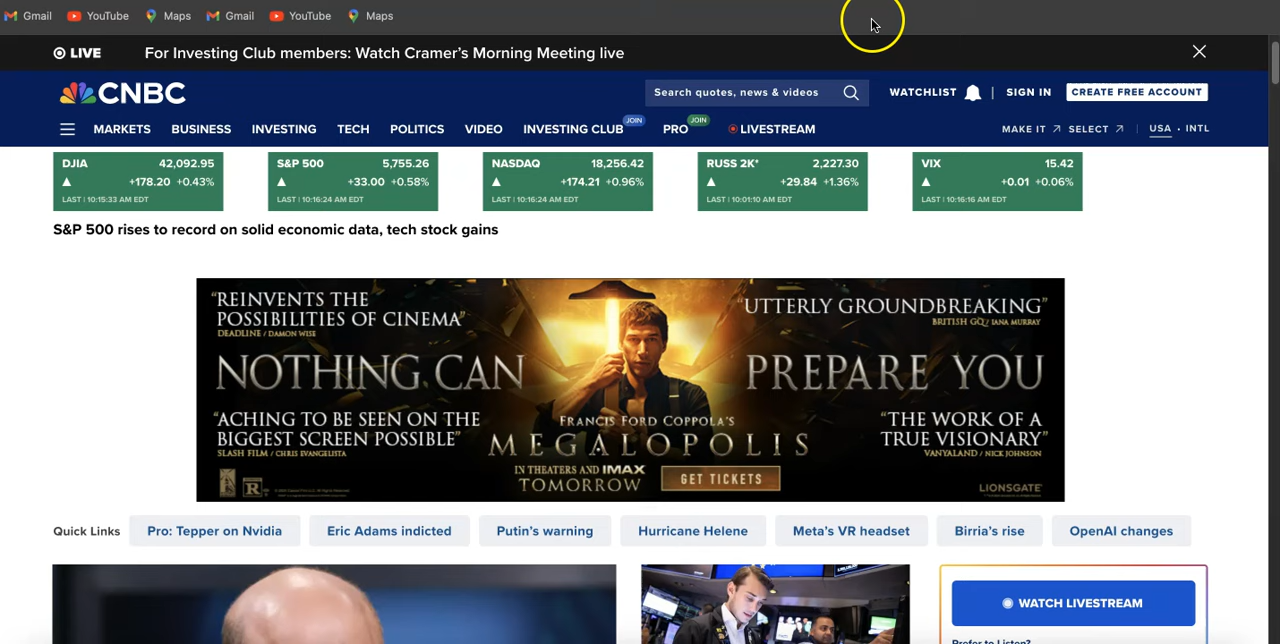 Gmail YouTube Maps Gmail YouTube Maps
LIVE For Investing Club members: Watch Cramer's Morning Meeting live
CNBC Search quotes, news & videos WATCHLIST | SIGN IN CREATE FREE ACCOUNT
MARKETS BUSINESS INVESTING TECH POLITICS VIDEO INVESTING CLUB JOIN PRO JOIN LIVESTREAM MAKE IT ↗ SELECT ↗ USA · INTL
DJIA 42,092.95
+178.20 +0.43%
LAST | 10:15:33 AM EDT
S&P 500 5,755.26
+33.00 +0.58%
LAST | 10:16:24 AM EDT
NASDAQ 18,256.42
+174.21 +0.96%
LAST | 10:16:24 AM EDT
RUSS 2K* 2,227.30
+29.84 +1.36%
LAST | 10:01:10 AM EDT
VIX 15.42
+0.01 +0.06%
LAST | 10:16:16 AM EDT
S&P 500 rises to record on solid economic data, tech stock gains
"REINVENTS THE
POSSIBILITIES OF CINEMA"
DEADLINE / DAMON WISE
"UTTERLY GROUNDBREAKING"
BRITISH GQ / IANA MURRAY
NOTHING CAN PREPARE YOU
"ACHING TO BE SEEN ON THE
BIGGEST SCREEN POSSIBLE"
SLASH FILM / CHRIS EVANGELISTA
FRANCIS FORD COPPOLA'S
MEGALOPOLIS
IN THEATERS AND IMAX
TOMORROW
GET TICKETS
"THE WORK OF A
TRUE VISIONARY"
VANYALAND / NICK JOHNSON
R
LIONSGATE
Quick Links Pro: Tepper on Nvidia Eric Adams indicted Putin's warning Hurricane Helene Meta's VR headset Birria's rise OpenAI changes
WATCH LIVESTREAM
Prefer to Listen?